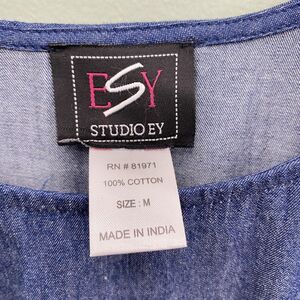 ESY
STUDIO EY
RN # 81971
100% COTTON
SIZE : M
MADE IN INDIA